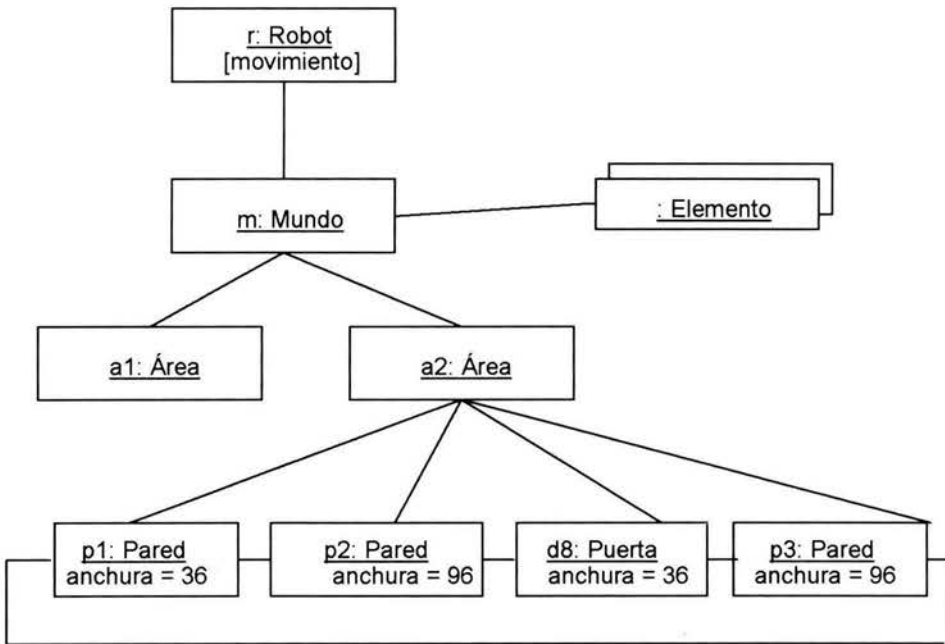 r: Robot
[movimiento]
m: Mundo
: Elemento
a1: Área
a2: Área
p1: Pared
anchura = 36
p2: Pared
anchura = 96
d8: Puerta
anchura = 36
p3: Pared
anchura = 96